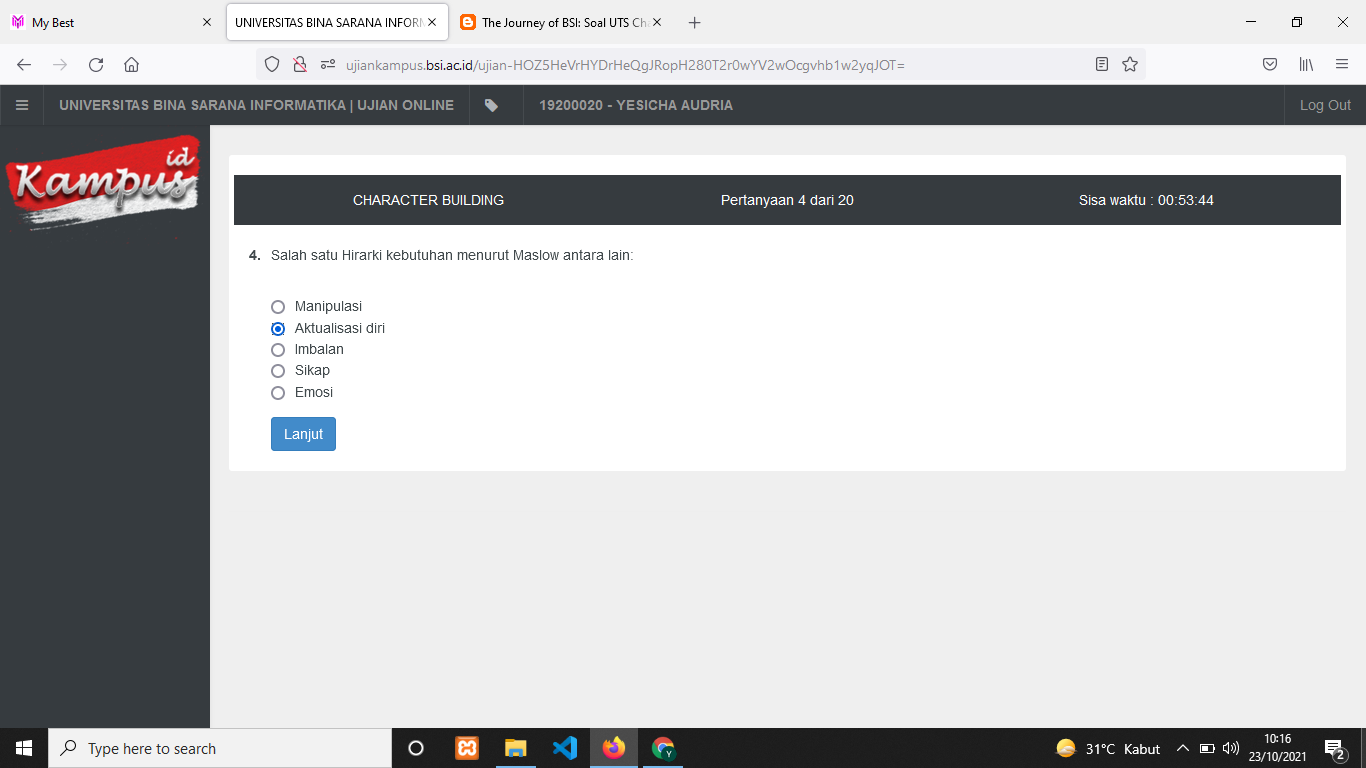 My Best
UNIVERSITAS BINA SARANA INFORM
The Journey of BSI: Soal UTS Cha
ujiankampus.bsi.ac.id/ujian-HOZ5HeVrHYDrHeQgJRopH280T2r0wYV2wOcgvhb1w2yqJOT=
UNIVERSITAS BINA SARANA INFORMATIKA | UJIAN ONLINE
19200020 - YESICHA AUDRIA
Log Out
Kampus id
CHARACTER BUILDING
Pertanyaan 4 dari 20
Sisa waktu : 00:53:44
4. Salah satu Hirarki kebutuhan menurut Maslow antara lain:
Manipulasi
Aktualisasi diri
Imbalan
Sikap
Emosi
Lanjut
Type here to search
Y
31°C Kabut
10:16
23/10/2021
2